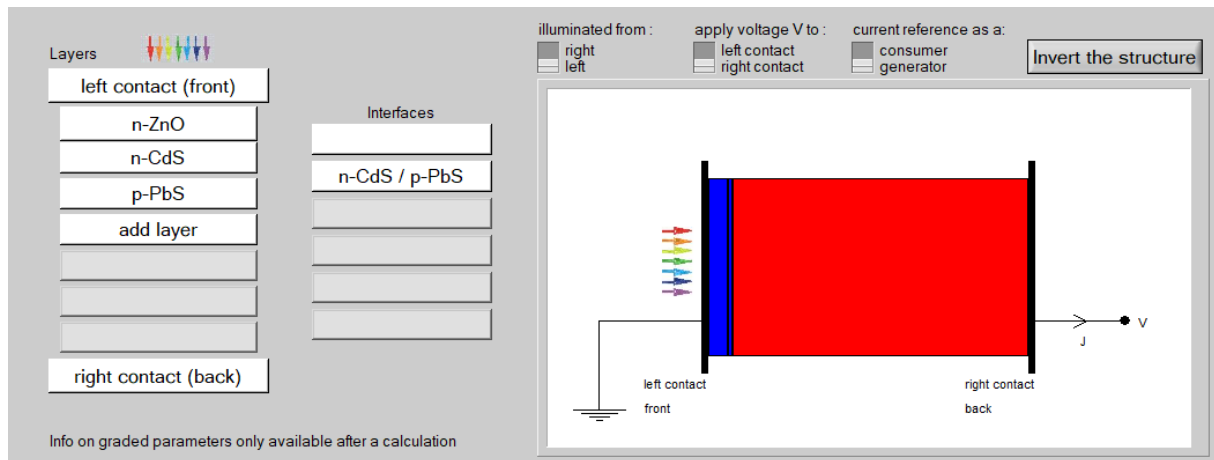 Layers
left contact (front)
n-ZnO
n-CdS
p-PbS
add layer
right contact (back)
Info on graded parameters only available after a calculation
Interfaces
n-CdS / p-PbS
illuminated from :
right
left
apply voltage V to :
left contact
right contact
current reference as a:
consumer
generator
Invert the structure
V
J
left contact
front
right contact
back